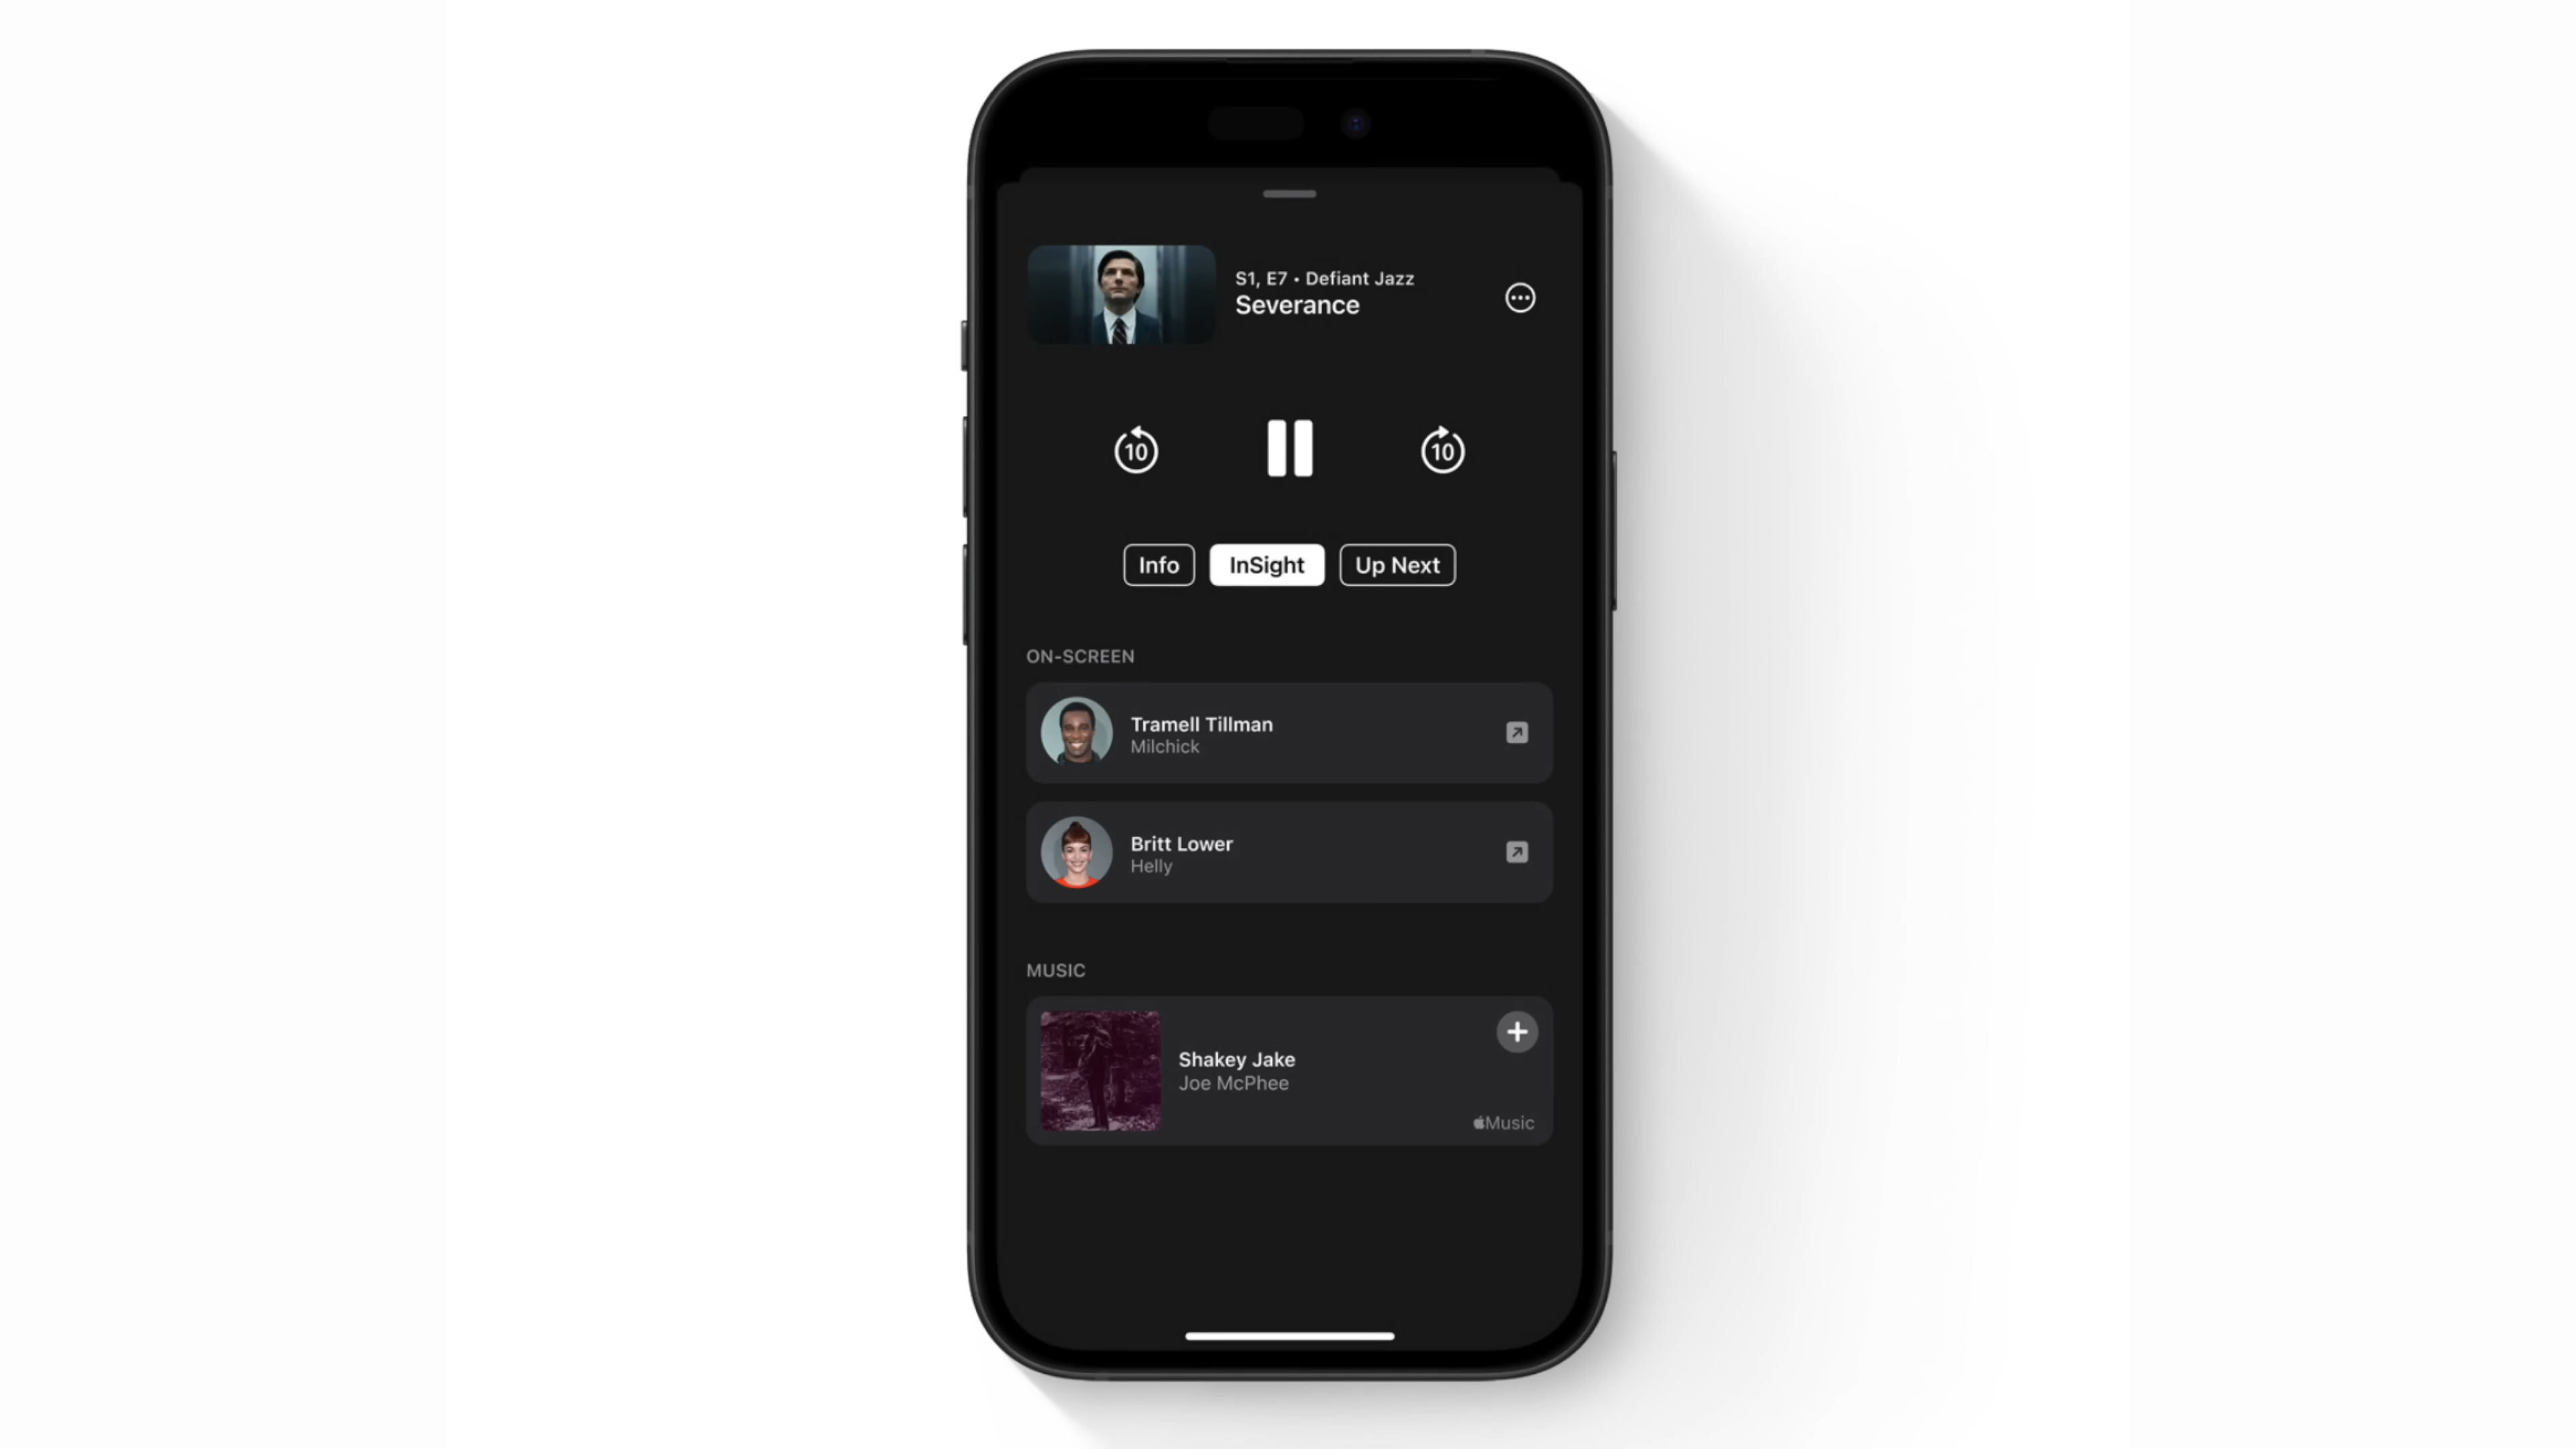 S1, E7 • Defiant Jazz
Severance
10
10
Info
InSight
Up Next
ON-SCREEN
Tramell Tillman
Milchick
Britt Lower
Helly
MUSIC
Shakey Jake
Joe McPhee
Music